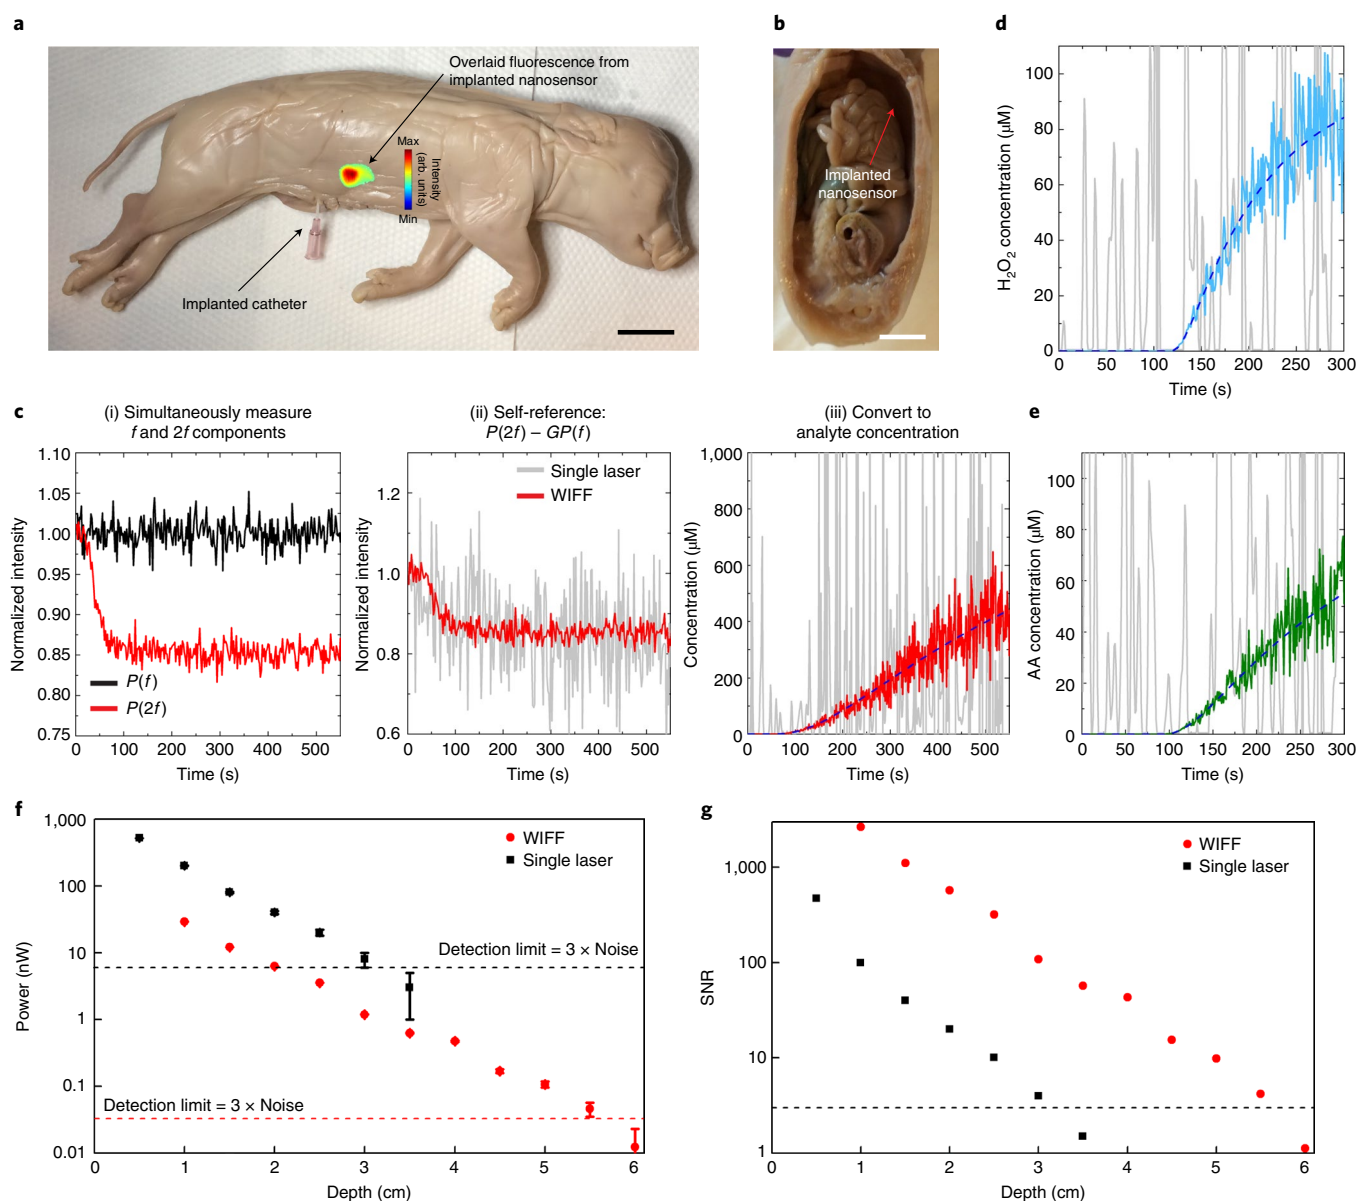 a
Overlaid fluorescence from
implanted nanosensor
Max
Intensity
(arb. units)
Min
Implanted catheter
b
Implanted
nanosensor
d
H2O2 concentration (μM)
100
80
60
40
20
0
0 50 100 150 200 250 300
Time (s)
c
(i) Simultaneously measure
f and 2f components
Normalized intensity
1.10
1.05
1.00
0.95
0.90
0.85
0.80
0.75
P(f)
P(2f)
0 100 200 300 400 500
Time (s)
(ii) Self-reference:
P(2f) – GP(f)
Normalized intensity
1.2
1.0
0.8
0.6
Single laser
WIFF
0 100 200 300 400 500
Time (s)
(iii) Convert to
analyte concentration
Concentration (μM)
1,000
800
600
400
200
0
0 100 200 300 400 500
Time (s)
e
AA concentration (μM)
100
80
60
40
20
0
0 50 100 150 200 250 300
Time (s)
f
Power (nW)
1,000
100
10
1
0.1
0.01
WIFF
Single laser
Detection limit = 3 × Noise
Detection limit = 3 × Noise
0 1 2 3 4 5 6
Depth (cm)
g
SNR
1,000
100
10
1
WIFF
Single laser
0 1 2 3 4 5 6
Depth (cm)